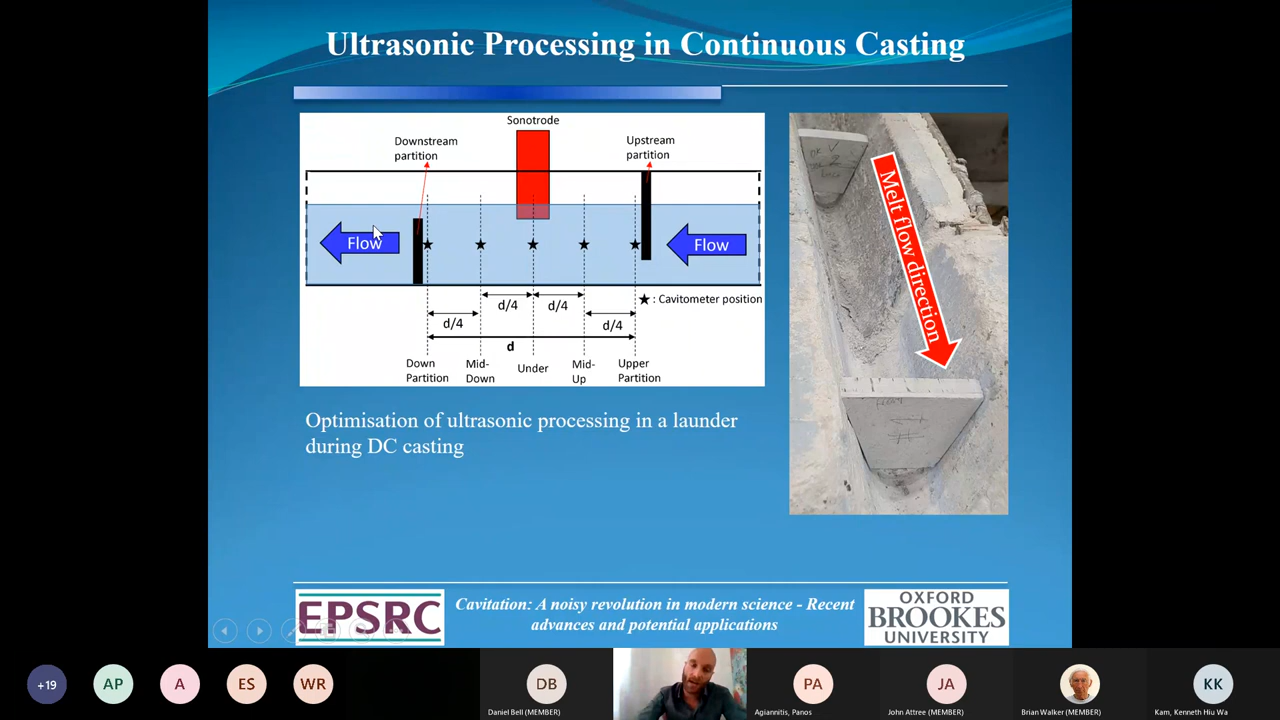 Ultrasonic Processing in Continuous Casting
Sonotrode
Downstream
partition
Upstream
partition
Flow
Flow
: Cavitometer position
d/4
d/4
d/4
d/4
d
Down
Partition
Mid-
Down
Under
Mid-
Up
Upper
Partition
Melt flow direction
Optimisation of ultrasonic processing in a launder
during DC casting
EPSRC
Cavitation: A noisy revolution in modern science - Recent
advances and potential applications
OXFORD
BROOKES
UNIVERSITY
+19
AP
A
ES
WR
DB
Daniel Bell (MEMBER)
PA
Agiannitis, Panos
JA
John Attree (MEMBER)
Brian Walker (MEMBER)
KK
Kam, Kenneth Hiu Wa